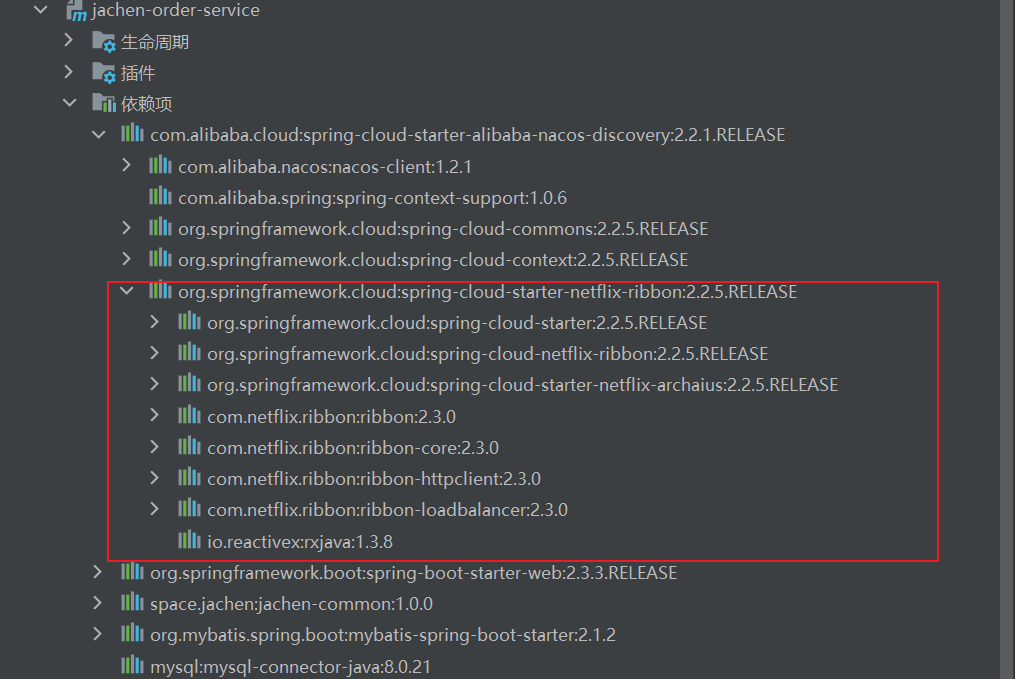 jachen-order-service
生命周期
插件
依赖项
com.alibaba.cloud:spring-cloud-starter-alibaba-nacos-discovery:2.2.1.RELEASE
com.alibaba.nacos:nacos-client:1.2.1
com.alibaba.spring:spring-context-support:1.0.6
org.springframework.cloud:spring-cloud-commons:2.2.5.RELEASE
org.springframework.cloud:spring-cloud-context:2.2.5.RELEASE
org.springframework.cloud:spring-cloud-starter-netflix-ribbon:2.2.5.RELEASE
org.springframework.cloud:spring-cloud-starter:2.2.5.RELEASE
org.springframework.cloud:spring-cloud-netflix-ribbon:2.2.5.RELEASE
org.springframework.cloud:spring-cloud-starter-netflix-archaius:2.2.5.RELEASE
com.netflix.ribbon:ribbon:2.3.0
com.netflix.ribbon:ribbon-core:2.3.0
com.netflix.ribbon:ribbon-httpclient:2.3.0
com.netflix.ribbon:ribbon-loadbalancer:2.3.0
io.reactivex:rxjava:1.3.8
org.springframework.boot:spring-boot-starter-web:2.3.3.RELEASE
space.jachen:jachen-common:1.0.0
org.mybatis.spring.boot:mybatis-spring-boot-starter:2.1.2
mysql:mysql-connector-java:8.0.21